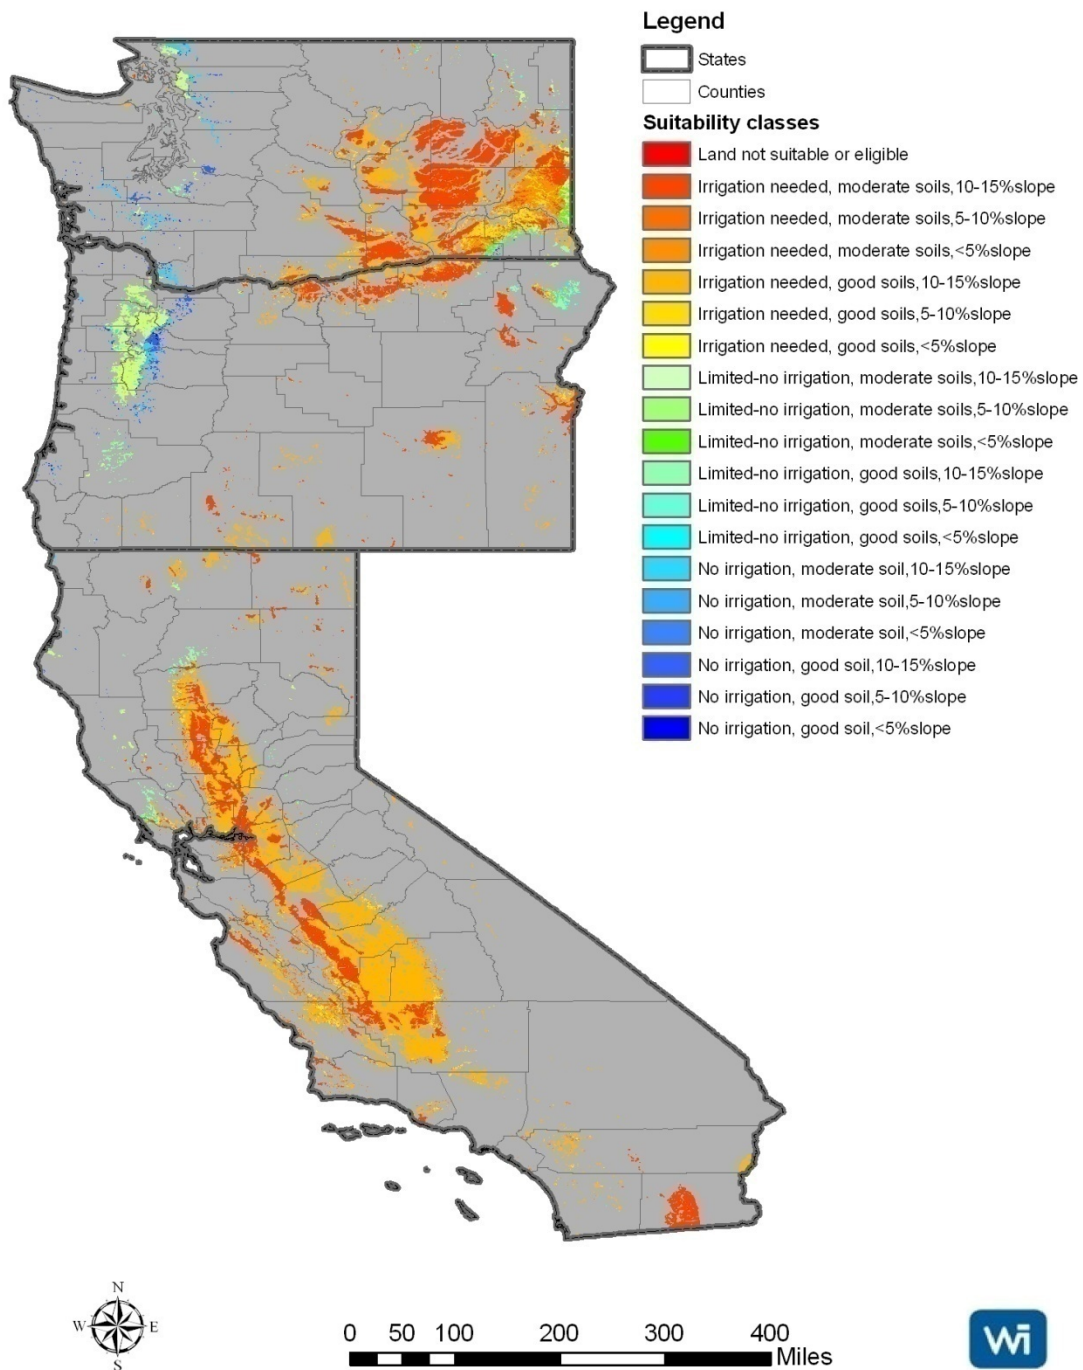 Legend
States
Counties
Suitability classes
Land not suitable or eligible
Irrigation needed, moderate soils,10-15%slope
Irrigation needed, moderate soils,5-10%slope
Irrigation needed, moderate soils,<5%slope
Irrigation needed, good soils,10-15%slope
Irrigation needed, good soils,5-10%slope
Irrigation needed, good soils,<5%slope
Limited-no irrigation, moderate soils,10-15%slope
Limited-no irrigation, moderate soils,5-10%slope
Limited-no irrigation, moderate soils,<5%slope
Limited-no irrigation, good soils,10-15%slope
Limited-no irrigation, good soils,5-10%slope
Limited-no irrigation, good soils,<5%slope
No irrigation, moderate soil,10-15%slope
No irrigation, moderate soil,5-10%slope
No irrigation, moderate soil,<5%slope
No irrigation, good soil,10-15%slope
No irrigation, good soil,5-10%slope
No irrigation, good soil,<5%slope
N
W E
S
0 50 100 200 300 400
Miles
Wi